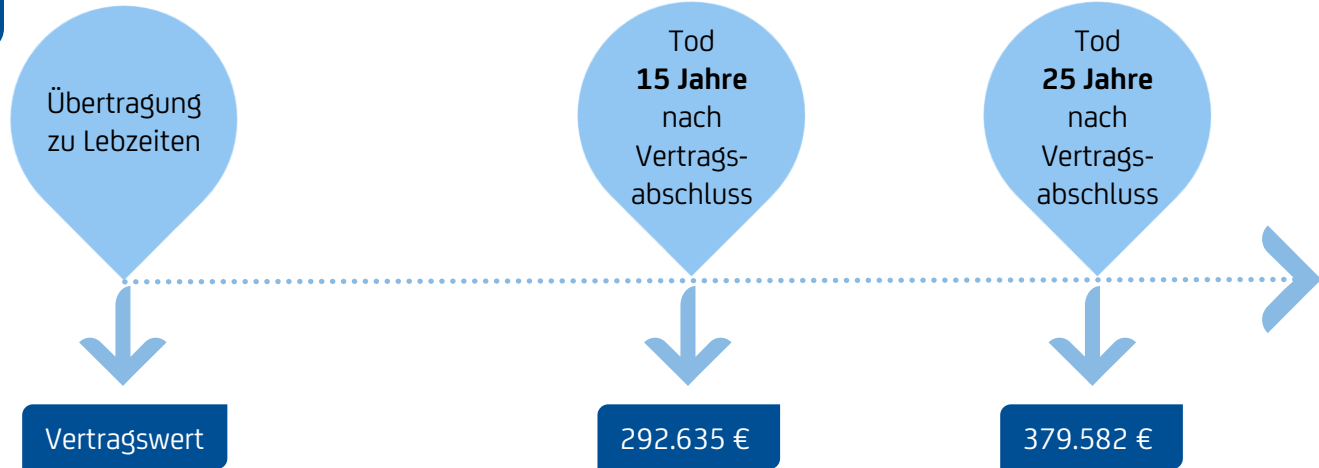 Übertragung
zu Lebzeiten
Tod
15 Jahre
nach
Vertrags-
abschluss
Tod
25 Jahre
nach
Vertrags-
abschluss
Vertragswert
292.635 €
379.582 €